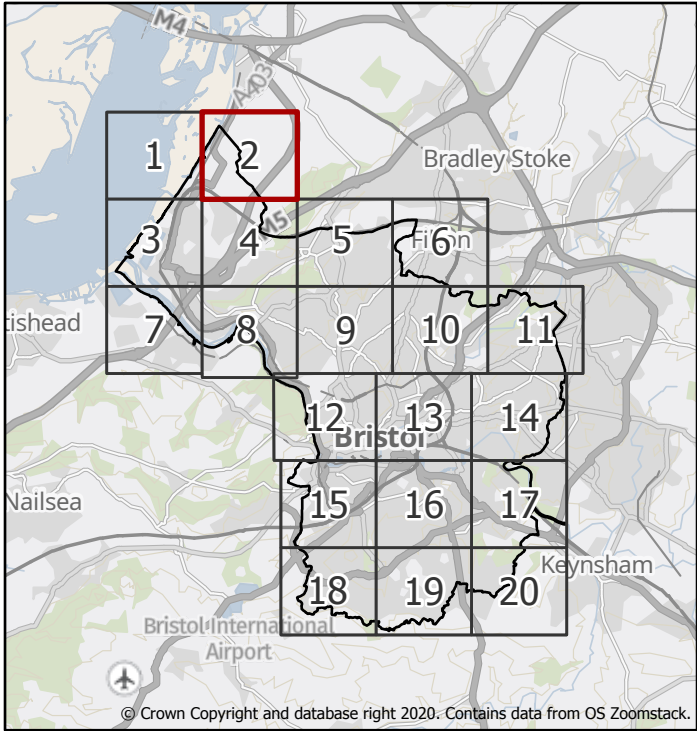 M4
A403
1
2
Bradley Stoke
M5
3
4
5
Filton
6
tishead
7
8
9
10
11
12
13
14
Bristol
Nailsea
15
16
17
Keynsham
18
19
20
Bristol International
Airport
© Crown Copyright and database right 2020. Contains data from OS Zoomstack.